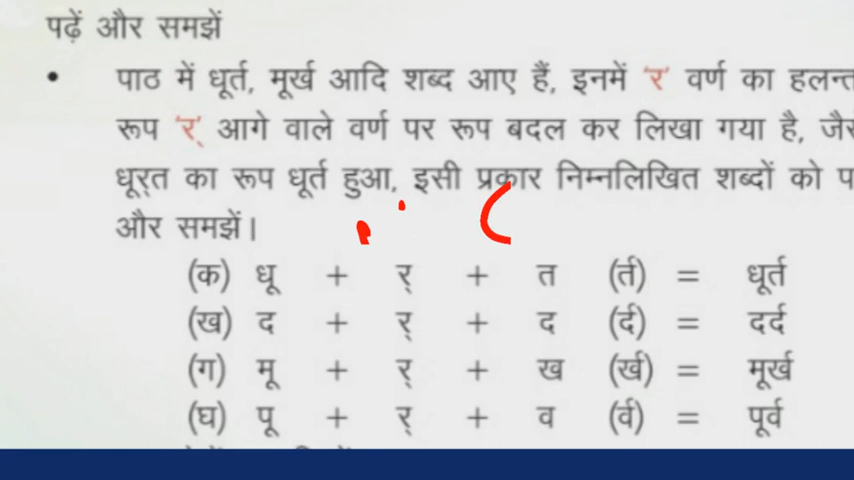 पढ़ें और समझें
• पाठ में धूर्त, मूर्ख आदि शब्द आए हैं, इनमें 'र' वर्ण का हलन्त
रूप 'र्' आगे वाले वर्ण पर रूप बदल कर लिखा गया है,
धूर्‌त का रूप धूर्त हुआ, इसी प्रकार निम्नलिखित शब्दों को
और समझें।
(क) धू + र् + त (र्त) = धूर्त
(ख) द + र् + द (र्द) = दर्द
(ग) मू + र् + ख (र्ख) = मूर्ख
(घ) पू + र् + व (र्व) = पूर्व